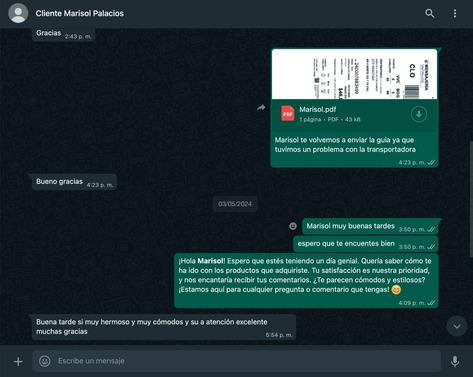 Cliente Marisol Palacios
Gracias
2:43 p. m.
CLO
Marisol.pdf
PDF
1 página • PDF • 43 kB
Marisol te volvemos a enviar la guía ya que
tuvimos un problema con la transportadora
4:23 p. m.
Bueno gracias 4:23 p. m.
03/05/2024
Marisol muy buenas tardes 3:50 p. m.
espero que te encuentes bien 3:50 p. m.
¡Hola Marisol! Espero que estés teniendo un día genial. Quería saber cómo te
ha ido con los productos que adquiriste. Tu satisfacción es nuestra prioridad,
y nos encantaría recibir tus comentarios. ¿Te parecen cómodos y estilosos?
¡Estamos aquí para cualquier pregunta o comentario que tengas! 😊
4:09 p. m.
Buena tarde si muy hermoso y muy cómodos y su a atención excelente
muchas gracias
5:54 p. m.
Escribe un mensaje